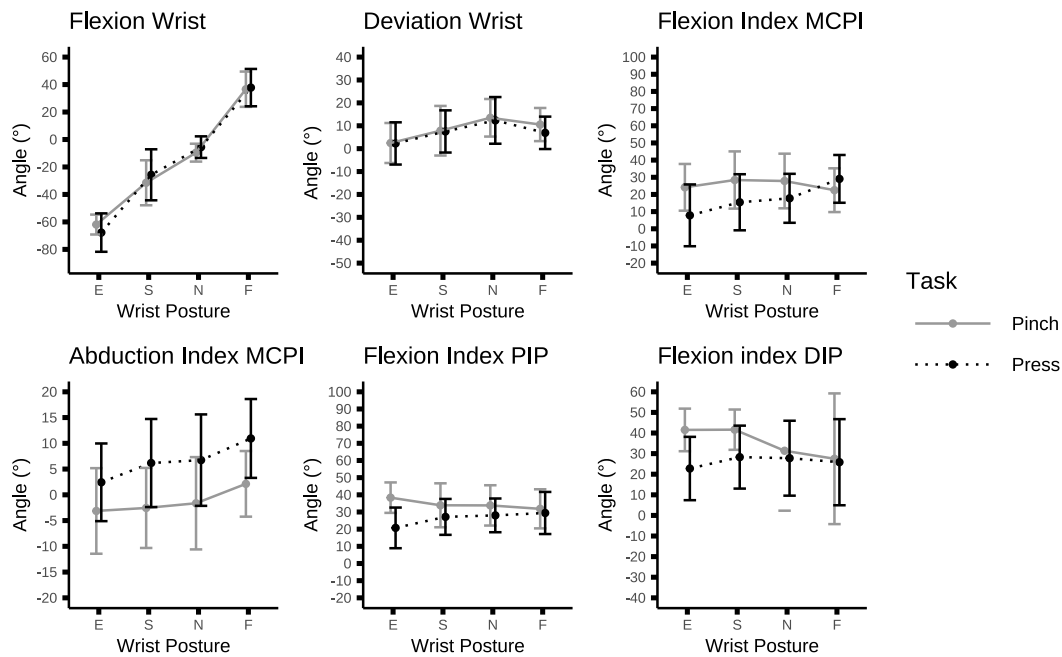 Flexion Wrist
Angle (°)
60
40
20
0
-20
-40
-60
-80
E S N F
Wrist Posture
Deviation Wrist
Angle (°)
40
30
20
10
0
-10
-20
-30
-40
-50
E S N F
Wrist Posture
Flexion Index MCPI
Angle (°)
100
90
80
70
60
50
40
30
20
10
0
-10
-20
E S N F
Wrist Posture
Abduction Index MCPI
Angle (°)
20
15
10
5
0
-5
-10
-15
-20
E S N F
Wrist Posture
Flexion Index PIP
Angle (°)
100
90
80
70
60
50
40
30
20
10
0
-10
-20
E S N F
Wrist Posture
Flexion index DIP
Angle (°)
60
50
40
30
20
10
0
-10
-20
-30
-40
E S N F
Wrist Posture
Task
Pinch
Press